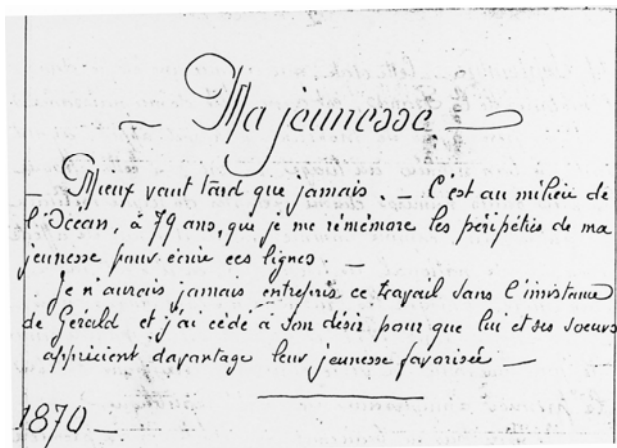 Ma jeunesse
— Mieux vaut tard que jamais. — C'est au milieu de
l'Océan, à 79 ans, que je me rémémore les péripéties de ma
jeunesse pour écrire ces lignes. —
Je n'aurais jamais entrepris ce travail sans l'insistance
de Gérald et j'ai cédé à son désir pour que lui et ses soeurs
apprécient davantage leur jeunesse favorisée —
1870 —